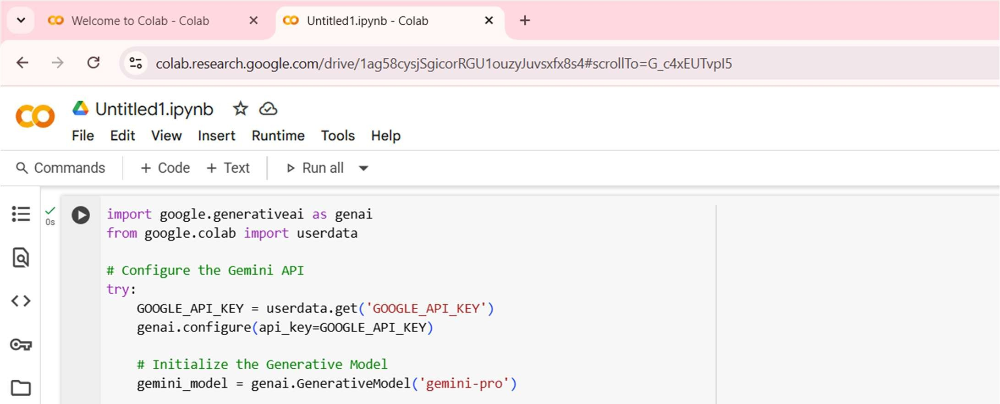 Welcome to Colab - Colab
Untitled1.ipynb - Colab
colab.research.google.com/drive/1ag58cysjSgicorRGU1ouzyJuvsxfx8s4#scrollTo=G_c4xEUTvpI5
Untitled1.ipynb
File Edit View Insert Runtime Tools Help
Commands + Code + Text Run all
0s
import google.generativeai as genai
from google.colab import userdata
# Configure the Gemini API
try:
    GOOGLE_API_KEY = userdata.get('GOOGLE_API_KEY')
    genai.configure(api_key=GOOGLE_API_KEY)
    # Initialize the Generative Model
    gemini_model = genai.GenerativeModel('gemini-pro')